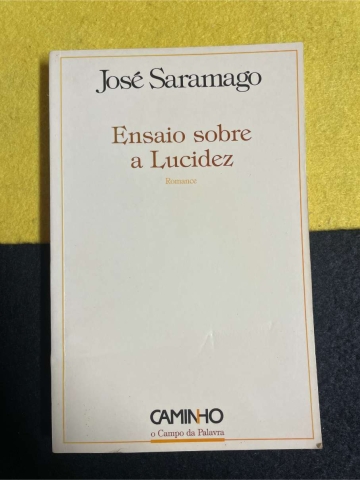 José Saramago
Ensaio sobre
a Lucidez
Romance
CAMINHO
o Campo da Palavra